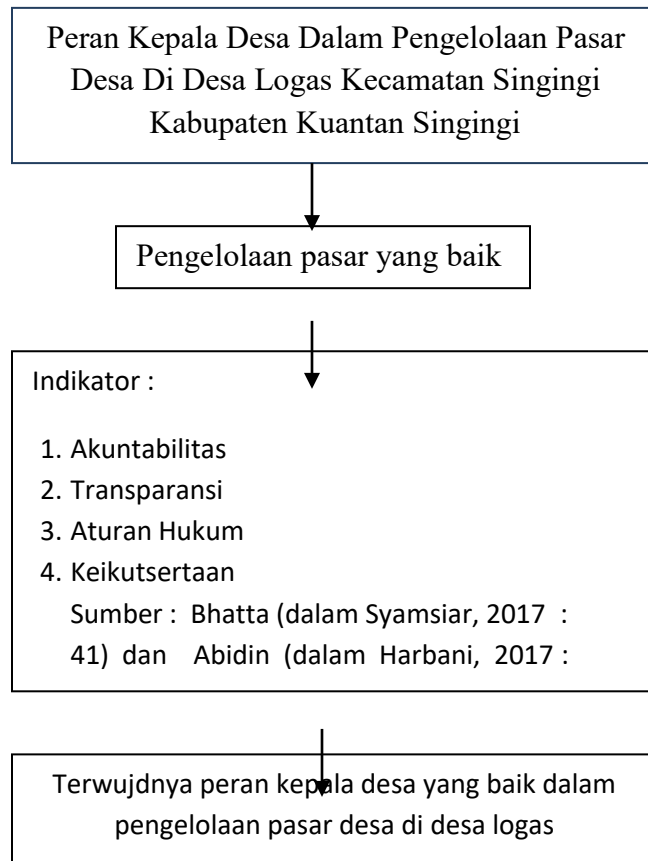 Peran Kepala Desa Dalam Pengelolaan Pasar
Desa Di Desa Logas Kecamatan Singingi
Kabupaten Kuantan Singingi
Pengelolaan pasar yang baik
Indikator :
1. Akuntabilitas
2. Transparansi
3. Aturan Hukum
4. Keikutsertaan
Sumber : Bhatta (dalam Syamsiar, 2017 :
41) dan Abidin (dalam Harbani, 2017 :
Terwujdnya peran kepala desa yang baik dalam
pengelolaan pasar desa di desa logas